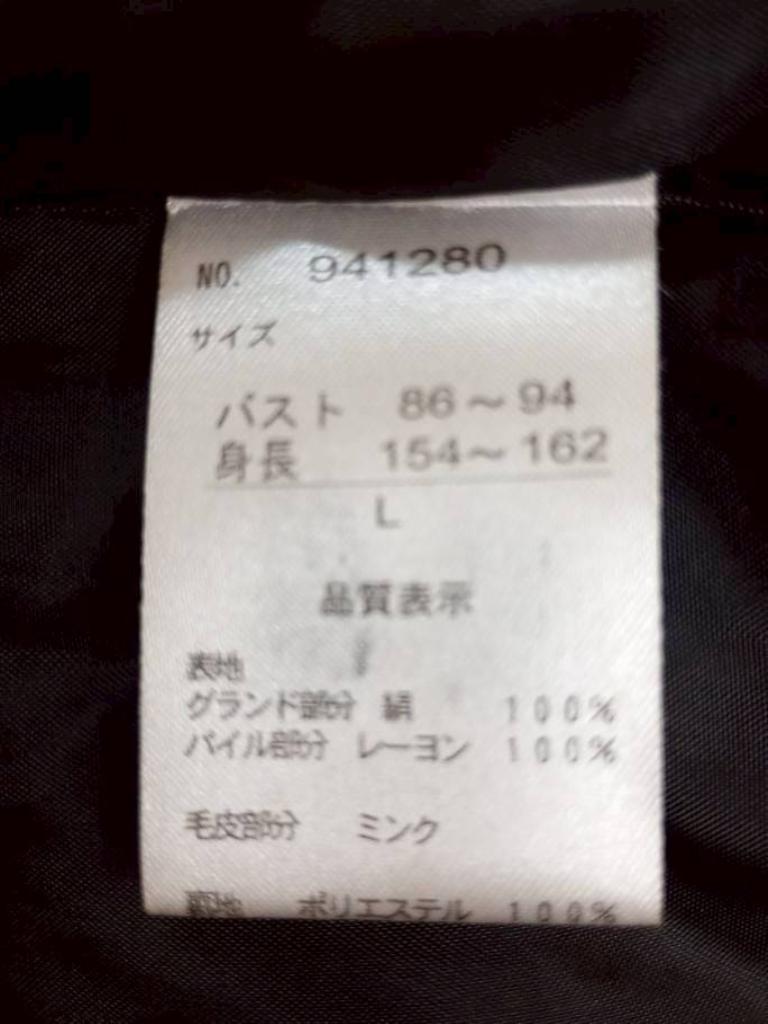 NO. 941280
サイズ
バスト 86～94
身長 154～162
L
品質表示
表地
グランド部分 絹 100%
パイル部分 レーヨン 100%
毛皮部分 ミンク
裏地 ポリエステル 100%